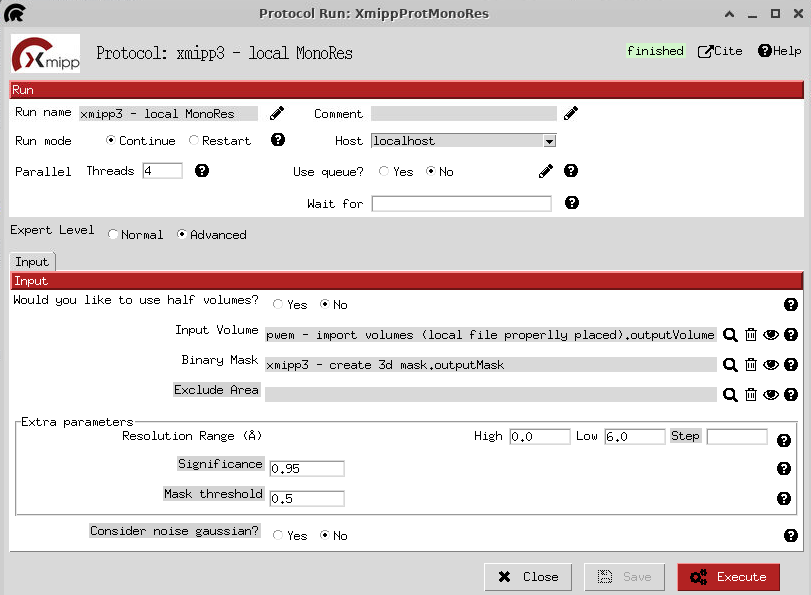 Protocol Run: XmippProtMonoRes
Xmipp Protocol: xmipp3 - local MonoRes finished Cite Help
Run
Run name xmipp3 - local MonoRes Comment
Run mode Continue Restart Host localhost
Parallel Threads 4 Use queue? Yes No
Wait for
Expert Level Normal Advanced
Input
Input
Would you like to use half volumes? Yes No
Input Volume pwem - import volumes (local file properlly placed).outputVolume
Binary Mask xmipp3 - create 3d mask.outputMask
Exclude Area
Extra parameters
Resolution Range (Å) High 0.0 Low 6.0 Step
Significance 0.95
Mask threshold 0.5
Consider noise gaussian? Yes No
Close Save Execute